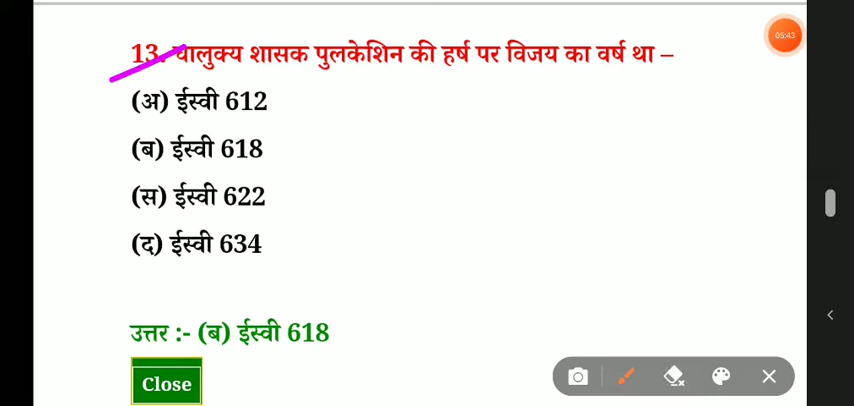 05:43
13. चालुक्य शासक पुलकेशिन की हर्ष पर विजय का वर्ष था –
(अ) ईस्वी 612
(ब) ईस्वी 618
(स) ईस्वी 622
(द) ईस्वी 634
उत्तर :- (ब) ईस्वी 618
Close